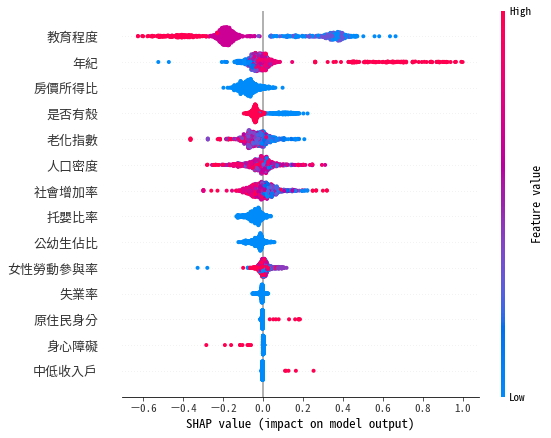 教育程度
年紀
房價所得比
是否有殼
老化指數
人口密度
社會增加率
托嬰比率
公幼生佔比
女性勞動參與率
失業率
原住民身分
身心障礙
中低收入戶
−0.6 −0.4 −0.2 0.0 0.2 0.4 0.6 0.8 1.0
SHAP value (impact on model output)
High
Feature value
Low